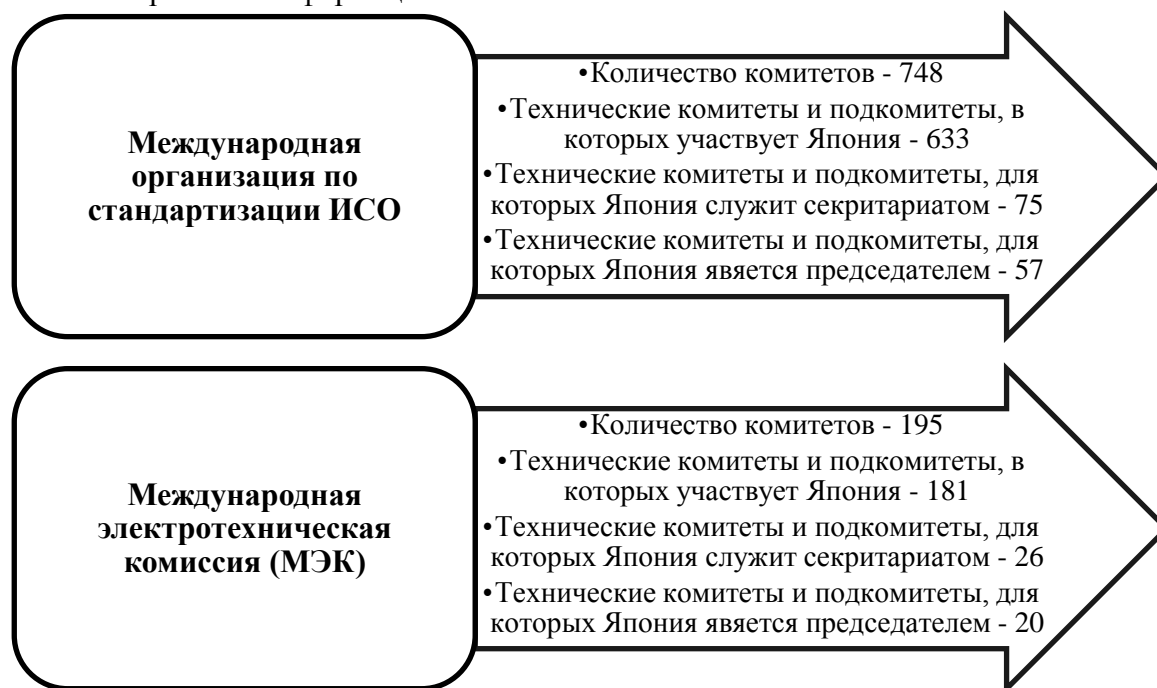 Международная
организация по
стандартизации ИСО
•Количество комитетов - 748
•Технические комитеты и подкомитеты, в
которых участвует Япония - 633
•Технические комитеты и подкомитеты, для
которых Япония служит секритариатом - 75
•Технические комитеты и подкомитеты, для
которых Япония явяется председателем - 57
Международная
электротехническая
комиссия (МЭК)
•Количество комитетов - 195
•Технические комитеты и подкомитеты, в
которых участвует Япония - 181
•Технические комитеты и подкомитеты, для
которых Япония служит секритариатом - 26
•Технические комитеты и подкомитеты, для
которых Япония явяется председателем - 20